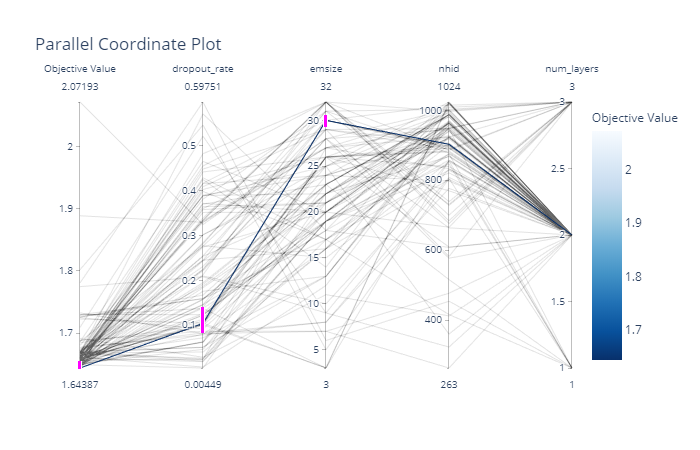 Parallel Coordinate Plot
Objective Value dropout_rate emsize nhid num_layers
2.07193 0.59751 32 1024 3
2 1.9 1.8 1.7
0.5 0.4 0.3 0.2 0.1
30 25 20 15 10 5
1000 800 600 400
3 2.5 2 1.5 1
1.64387 0.00449 3 263 1
Objective Value
2
1.9
1.8
1.7